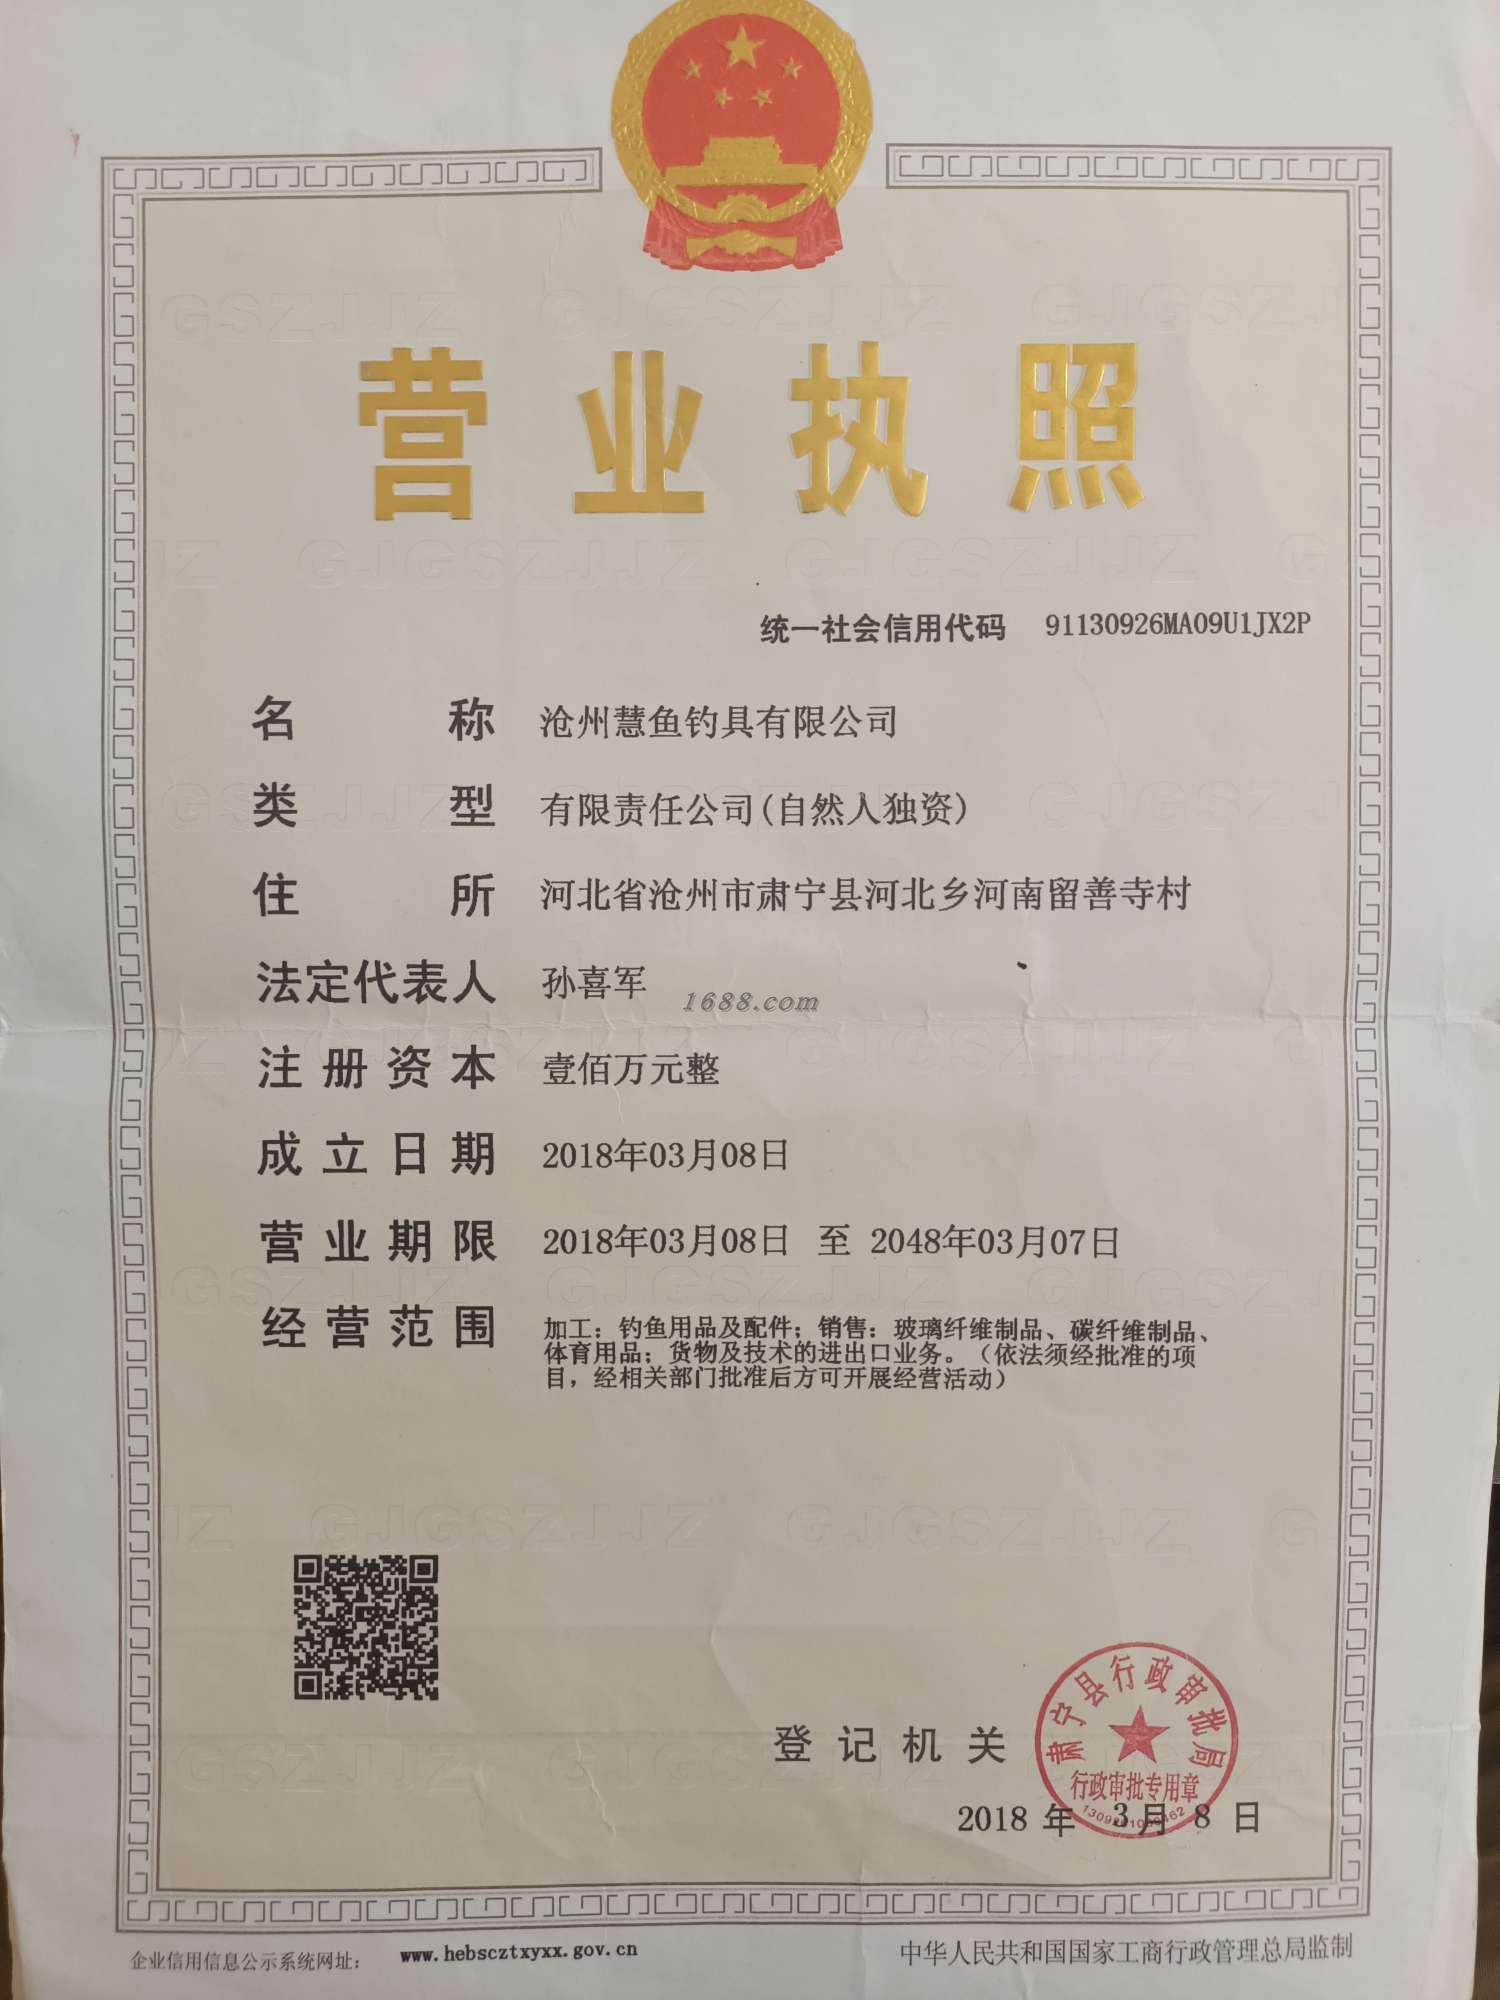 营业执照
统一社会信用代码 91130926MA09U1JX2P
名称 沧州慧鱼钓具有限公司
类型 有限责任公司(自然人独资)
住所 河北省沧州市肃宁县河北乡河南留善寺村
法定代表人 孙喜军
1688.com
注册资本 壹佰万元整
成立日期 2018年03月08日
营业期限 2018年03月08日 至 2048年03月07日
经营范围 加工：钓鱼用品及配件；销售：玻璃纤维制品、碳纤维制品、
体育用品；货物及技术的进出口业务。（依法须经批准的项
目，经相关部门批准后方可开展经营活动）
登记机关
肃宁县行政审批局
行政审批专用章
2018 年 3月 8 日
企业信用信息公示系统网址： www.hebscztxyxx.gov.cn
中华人民共和国国家工商行政管理总局监制